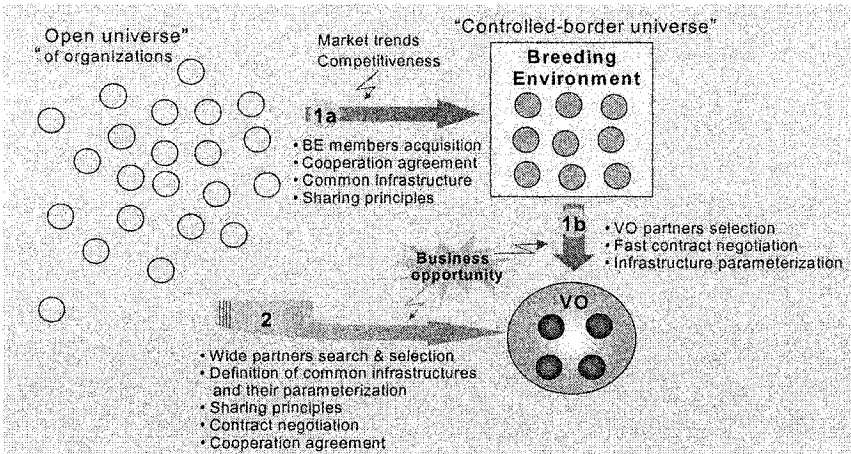 Open universe"
"of organizations
Market trends
Competitiveness
"Controlled-border universe"
Breeding
Environment
1a
• BE members acquisition
• Cooperation agreement
• Common infrastructure
• Sharing principles
1b
• VO partners selection
• Fast contract negotiation
• Infrastructure parameterization
Business
opportunity
VO
2
• Wide partners search & selection
• Definition of common infrastructures
and their parameterization
• Sharing principles
• Contract negotiation
• Cooperation agreement